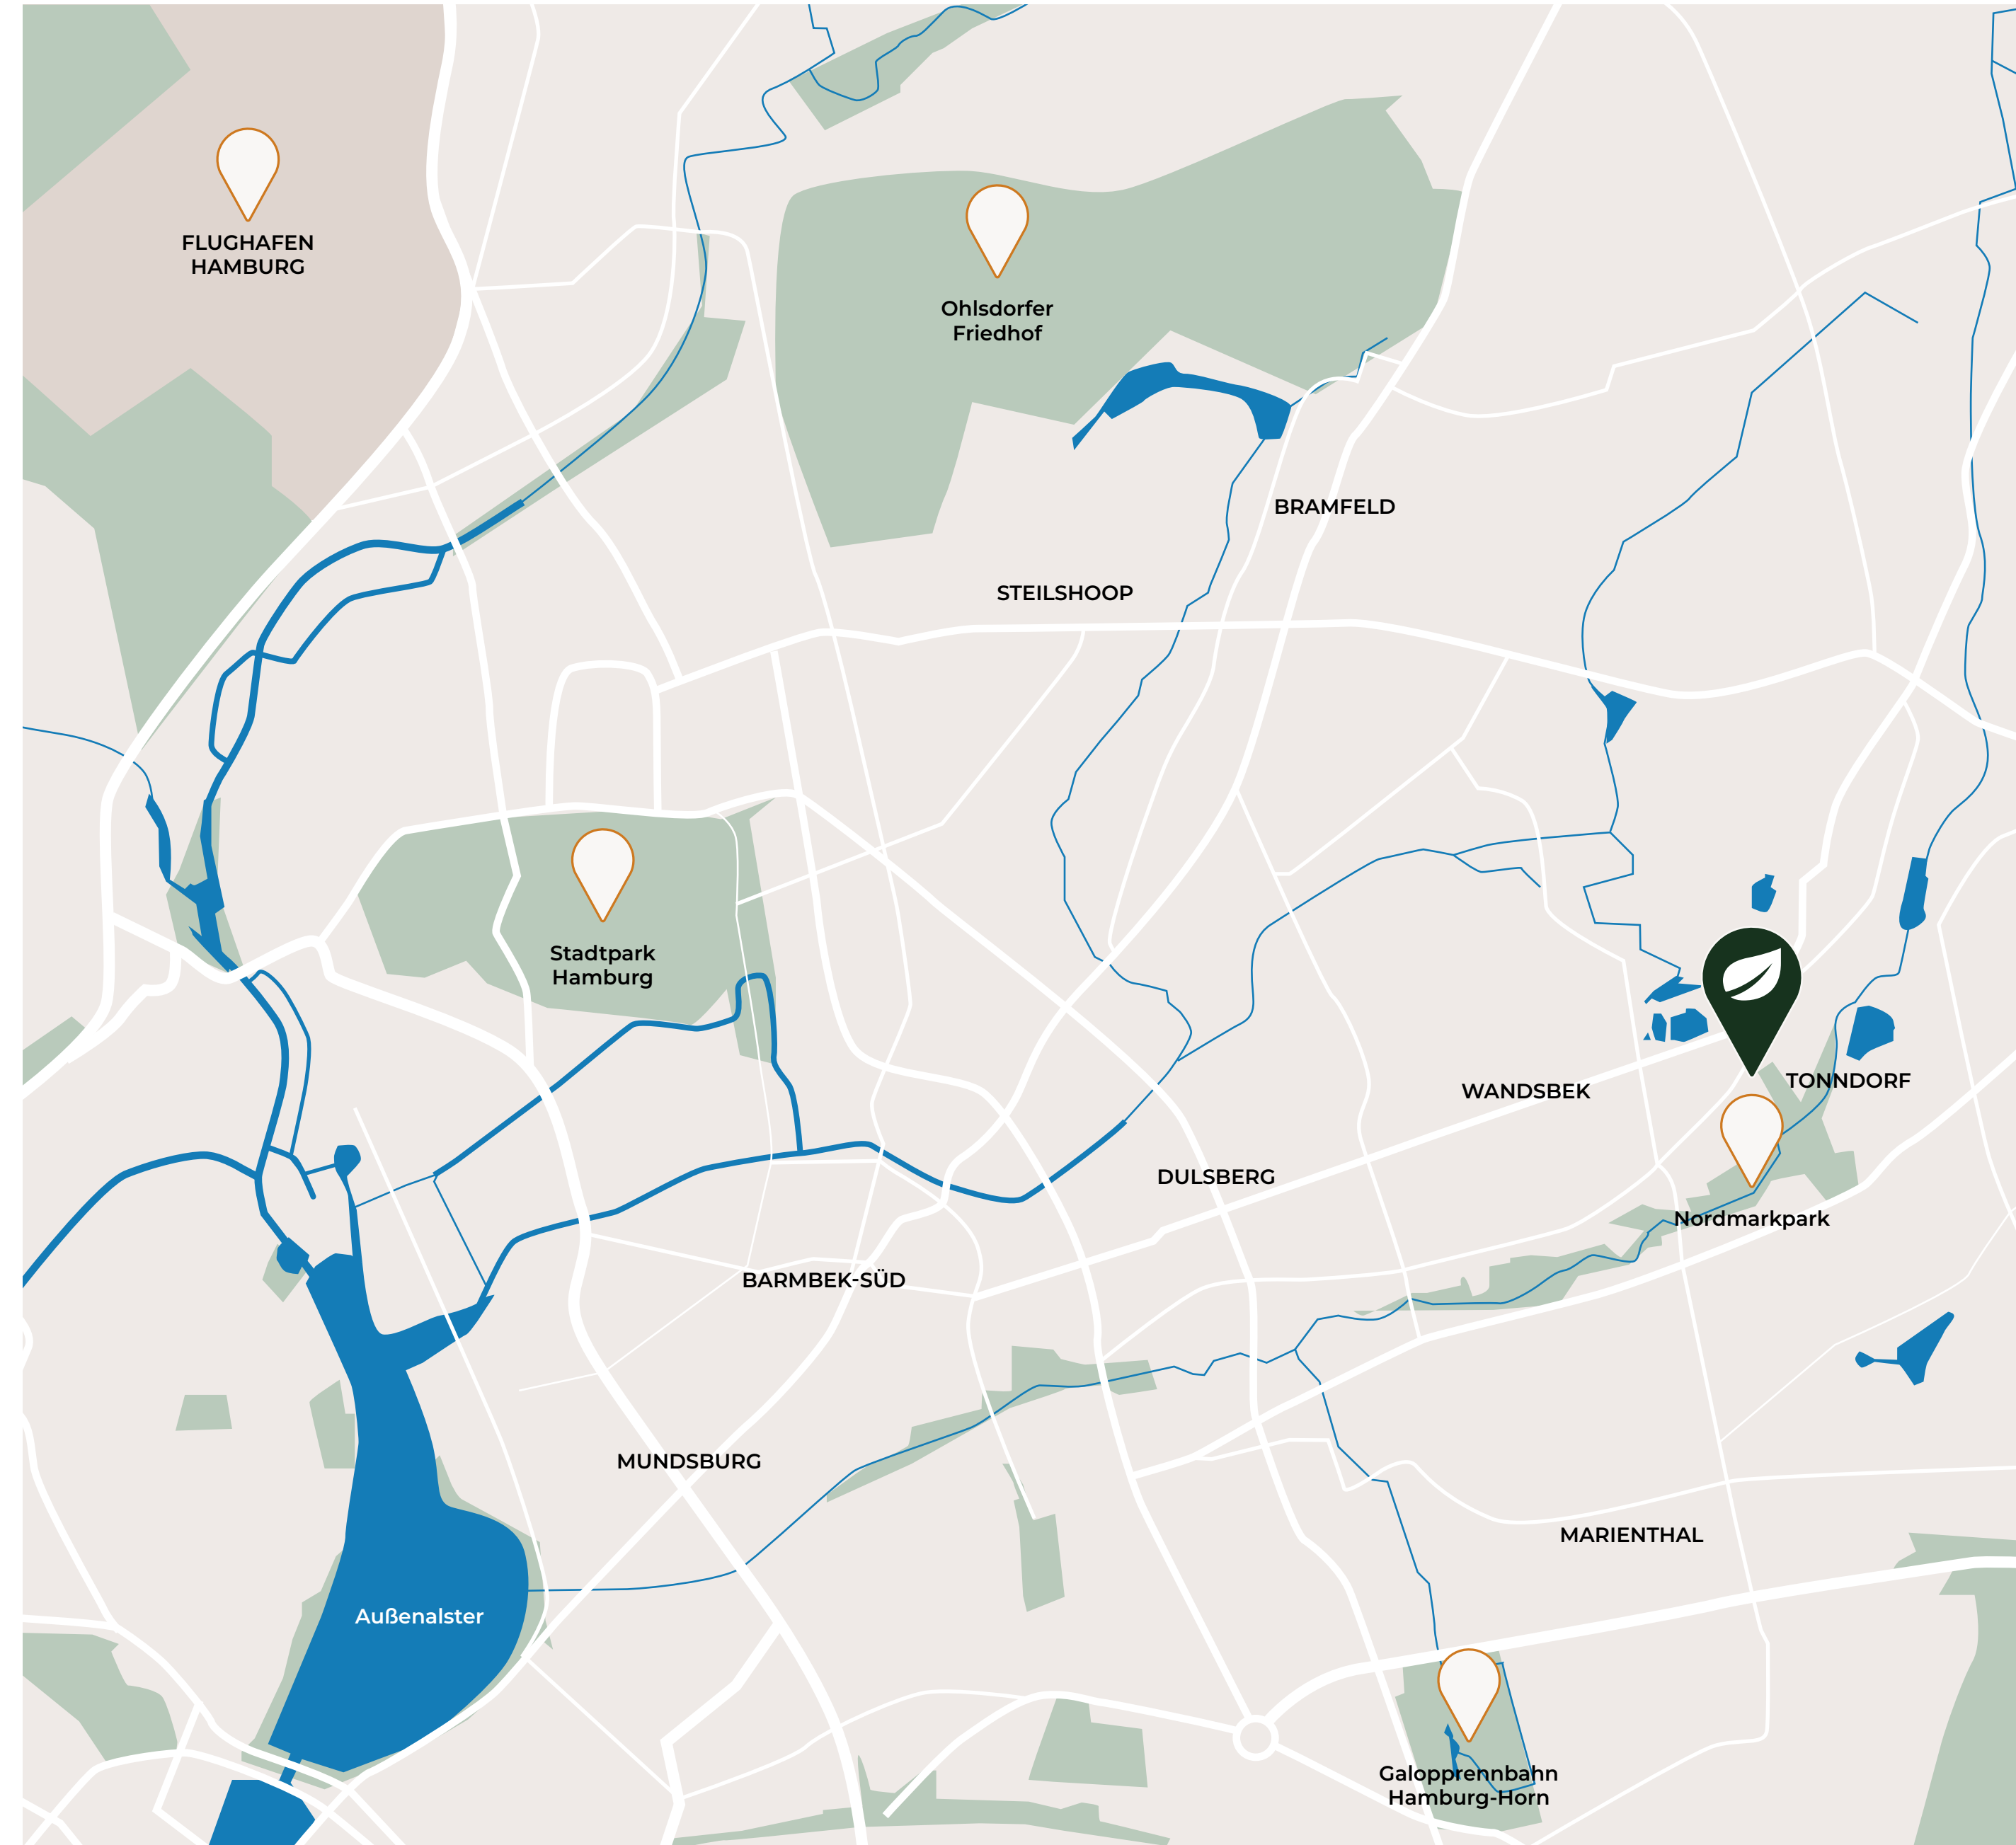 FLUGHAFEN
HAMBURG
Ohlsdorfer
Friedhof
BRAMFELD
STEILSHOOP
Stadtpark
Hamburg
TONNDORF
WANDSBEK
DULSBERG
Nordmarkpark
BARMBEK-SÜD
MUNDSBURG
MARIENTHAL
Außenalster
Galopprennbahn
Hamburg-Horn